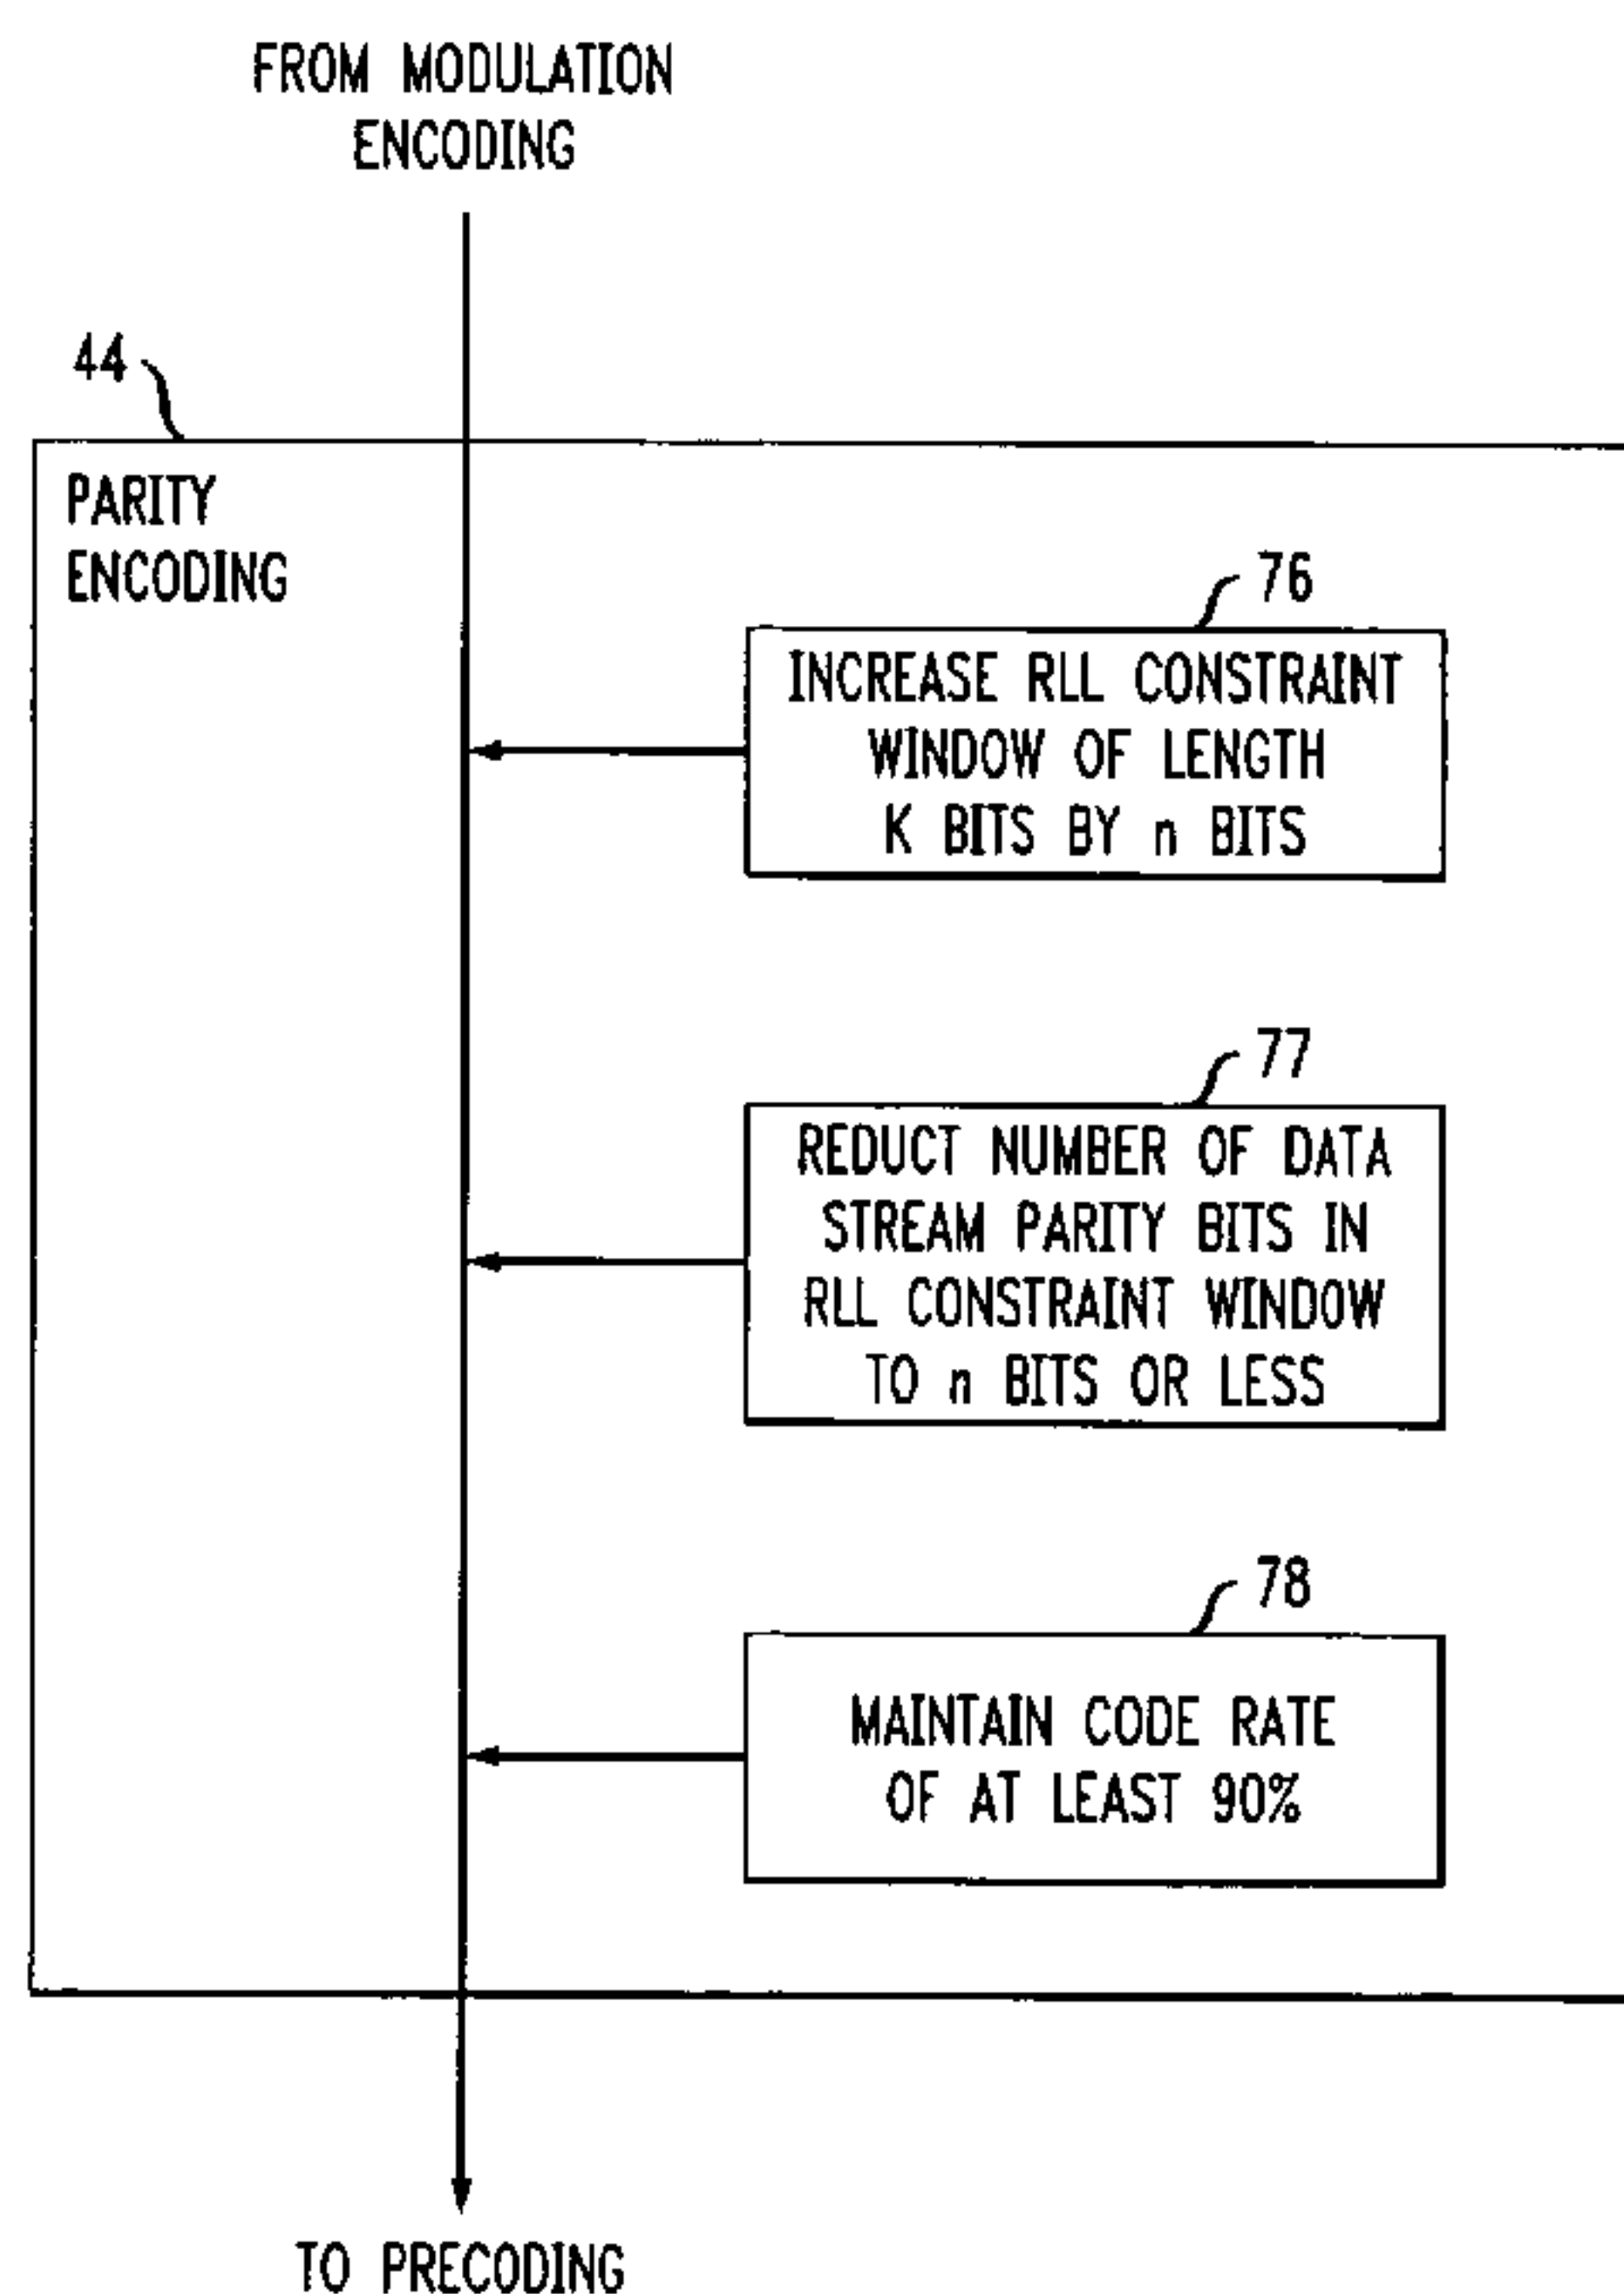 FROM MODULATION
ENCODING
44
PARITY
ENCODING
76
INCREASE RLL CONSTRAINT
WINDOW OF LENGTH
K BITS BY n BITS
77
REDUCT NUMBER OF DATA
STREAM PARITY BITS IN
RLL CONSTRAINT WINDOW
TO n BITS OR LESS
78
MAINTAIN CODE RATE
OF AT LEAST 90%
TO PRECODING